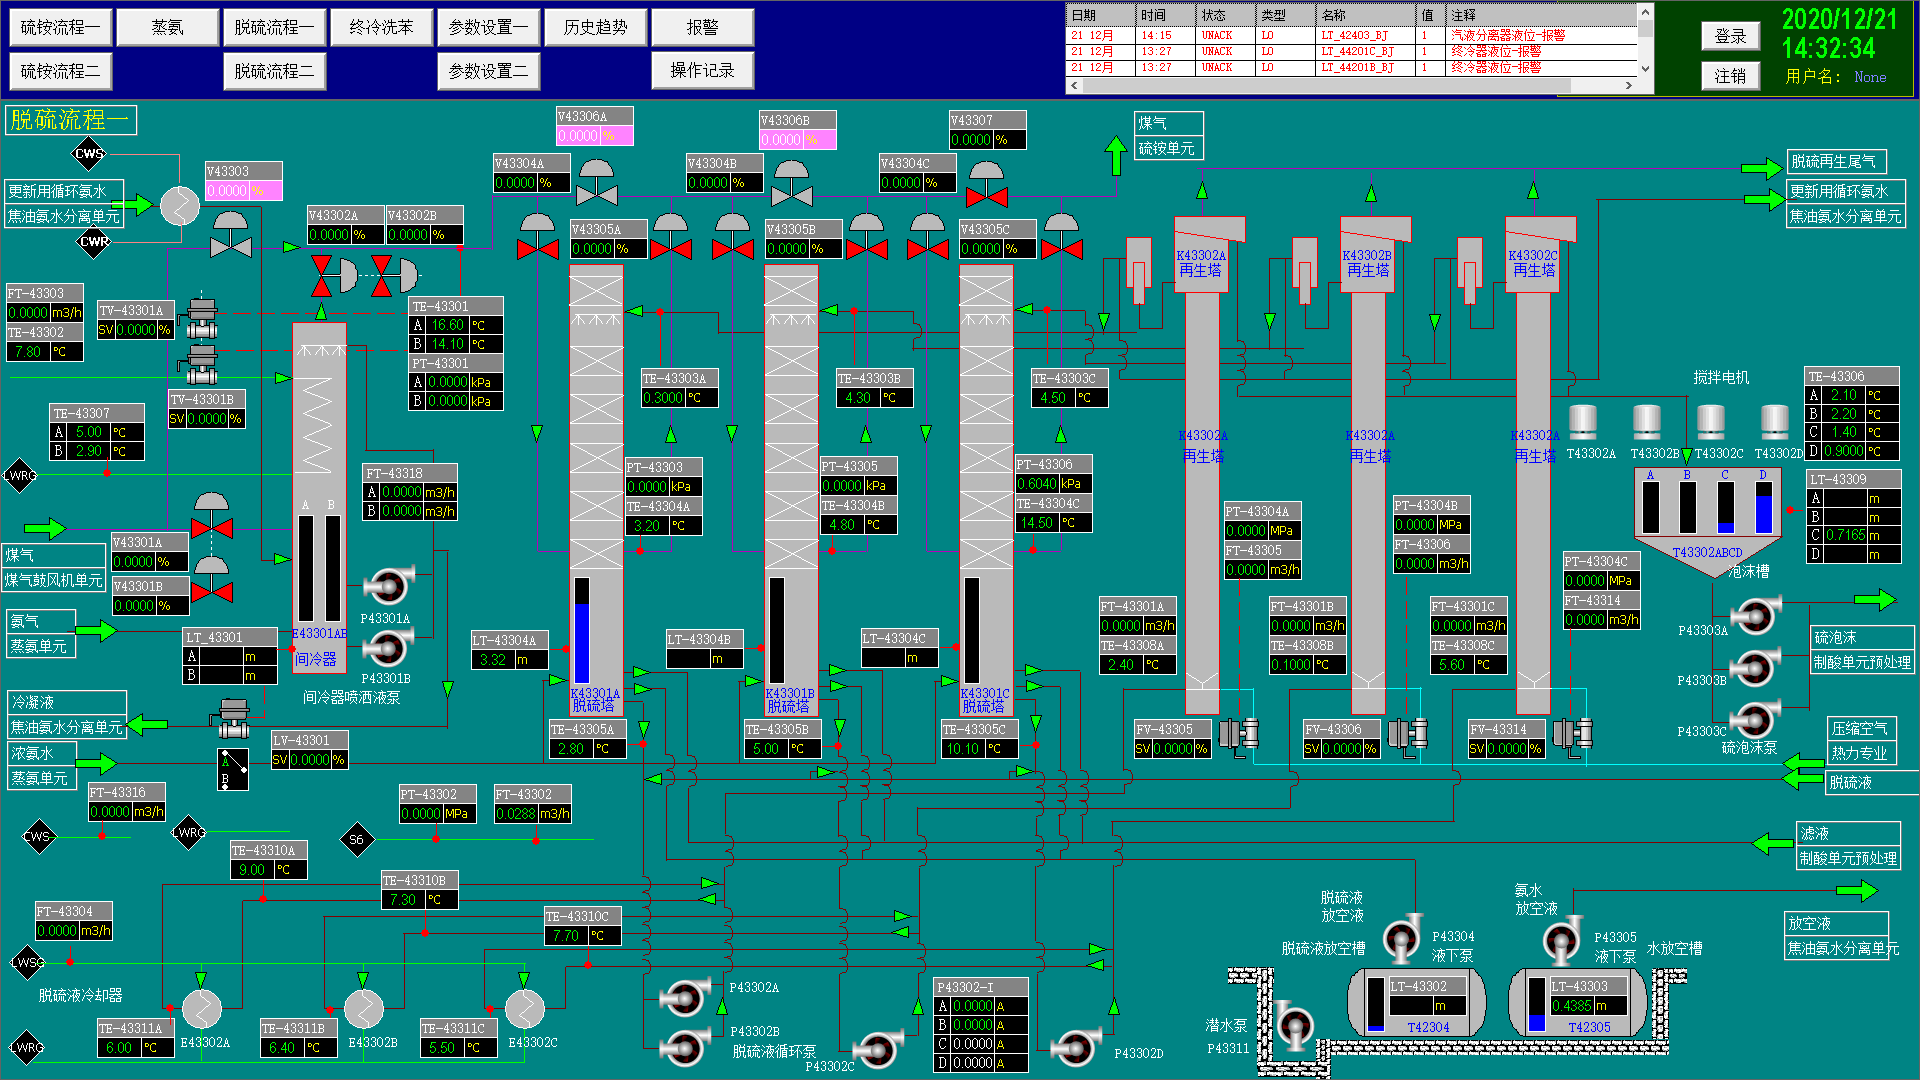 硫铵流程一 蒸氨 脱硫流程一 终冷洗苯 参数设置一 历史趋势 报警
硫铵流程二 脱硫流程二 参数设置二 操作记录
日期 时间 状态 类型 名称 值 注释
21 12月 14:15 UNACK LO LT_42403_BJ 1 汽液分离器液位-报警
21 12月 13:27 UNACK LO LT_44201C_BJ 1 终冷器液位-报警
21 12月 13:27 UNACK LO LT_44201B_BJ 1 终冷器液位-报警
登录
注销
2020/12/21
14:32:34
用户名: None
脱硫流程一
CWS
更新用循环氨水
焦油氨水分离单元
CWR
V43303
0.0000 %
V43302A
0.0000 %
V43302B
0.0000 %
V43304A
0.0000 %
V43306A
0.0000 %
V43304B
0.0000 %
V43306B
0.0000 %
V43304C
0.0000 %
V43307
0.0000 %
V43305A
0.0000 %
V43305B
0.0000 %
V43305C
0.0000 %
煤气
硫铵单元
脱硫再生尾气
更新用循环氨水
焦油氨水分离单元
K43302A
再生塔
K43302B
再生塔
K43302C
再生塔
FT-43303
0.0000 m3/h
TE-43302
7.80 °C
TV-43301A
SV 0.0000 %
TV-43301B
SV 0.0000 %
TE-43301
A 16.60 °C
B 14.10 °C
PT-43301
A 0.0000 kPa
B 0.0000 kPa
TE-43307
A 5.00 °C
B 2.90 °C
LWRG
FT-43318
A 0.0000 m3/h
B 0.0000 m3/h
煤气
煤气鼓风机单元
V43301A
0.0000 %
V43301B
0.0000 %
氨气
蒸氨单元
LT_43301
A m
B m
A B
E43301AB
间冷器
P43301A
P43301B
间冷器喷洒液泵
冷凝液
焦油氨水分离单元
浓氨水
蒸氨单元
A
B
LV-43301
SV 0.0000 %
TE-43303A
0.3000 °C
TE-43303B
4.30 °C
TE-43303C
4.50 °C
PT-43303
0.0000 kPa
TE-43304A
3.20 °C
PT-43305
0.0000 kPa
TE-43304B
4.80 °C
PT-43306
0.6040 kPa
TE-43304C
14.50 °C
LT-43304A
3.32 m
LT-43304B
m
LT-43304C
m
K43301A
脱硫塔
K43301B
脱硫塔
K43301C
脱硫塔
TE-43305A
2.80 °C
TE-43305B
5.00 °C
TE-43305C
10.10 °C
K43302A
再生塔
K43302A
再生塔
K43302A
再生塔
PT-43304A
0.0000 MPa
FT-43305
0.0000 m3/h
PT-43304B
0.0000 MPa
FT-43306
0.0000 m3/h
PT-43304C
0.0000 MPa
FT-43314
0.0000 m3/h
FT-43301A
0.0000 m3/h
TE-43308A
2.40 °C
FT-43301B
0.0000 m3/h
TE-43308B
0.1000 °C
FT-43301C
0.0000 m3/h
TE-43308C
5.60 °C
FV-43305
SV 0.0000 %
FV-43306
SV 0.0000 %
FV-43314
SV 0.0000 %
搅拌电机
T43302A T43302B T43302C T43302D
TE-43306
A 2.10 °C
B 2.20 °C
C 1.40 °C
D 0.9000 °C
A B C D
T43302ABCD
泡沫槽
LT-43309
A m
B m
C 0.7165 m
D m
P43303A
P43303B
P43303C
硫泡沫泵
硫泡沫
制酸单元预处理
压缩空气
热力专业
脱硫液
滤液
制酸单元预处理
放空液
焦油氨水分离单元
FT-43316
0.0000 m3/h
CWS
LWRG
S6
PT-43302
0.0000 MPa
FT-43302
0.0288 m3/h
TE-43310A
9.00 °C
TE-43310B
7.30 °C
TE-43310C
7.70 °C
FT-43304
0.0000 m3/h
LWSG
脱硫液冷却器
LWRG
TE-43311A
6.00 °C
E43302A
TE-43311B
6.40 °C
E43302B
TE-43311C
5.50 °C
E43302C
P43302A
P43302B
脱硫液循环泵
P43302C
P43302D
P43302-I
A 0.0000 A
B 0.0000 A
C 0.0000 A
D 0.0000 A
脱硫液
放空液
脱硫液放空槽
P43304
液下泵
LT-43302
m
T42304
氨水
放空液
P43305
液下泵
水放空槽
LT-43303
0.4385 m
T42305
潜水泵
P43311